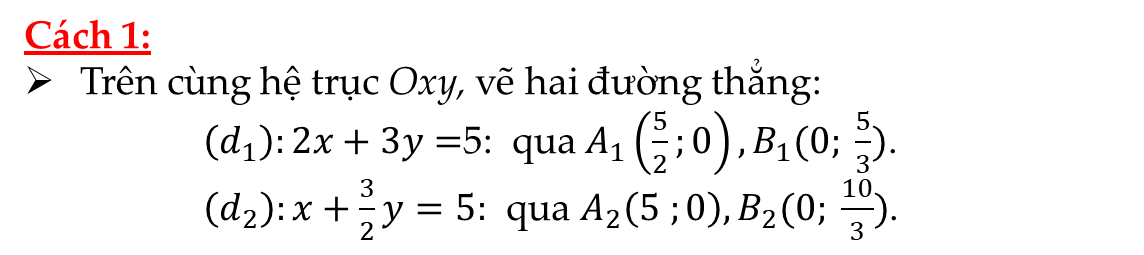 Cách 1:
➢ Trên cùng hệ trục Oxy, vẽ hai đường thẳng:
(d₁): 2x + 3y =5: qua A₁ (5/2 ; 0) , B₁(0; 5/3).
(d₂): x + 3/2 y = 5: qua A₂(5 ; 0), B₂(0; 10/3).